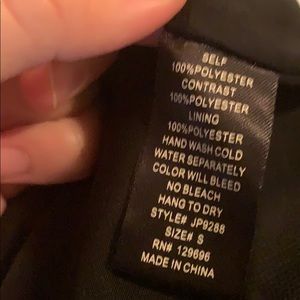 SELF
100%POLYESTER
CONTRAST
100%POLYESTER
LINING
100%POLYESTER
HAND WASH COLD
WATER SEPARATELY
COLOR WILL BLEED
NO BLEACH
HANG TO DRY
STYLE# JP9288
SIZE# S
RN# 129696
MADE IN CHINA